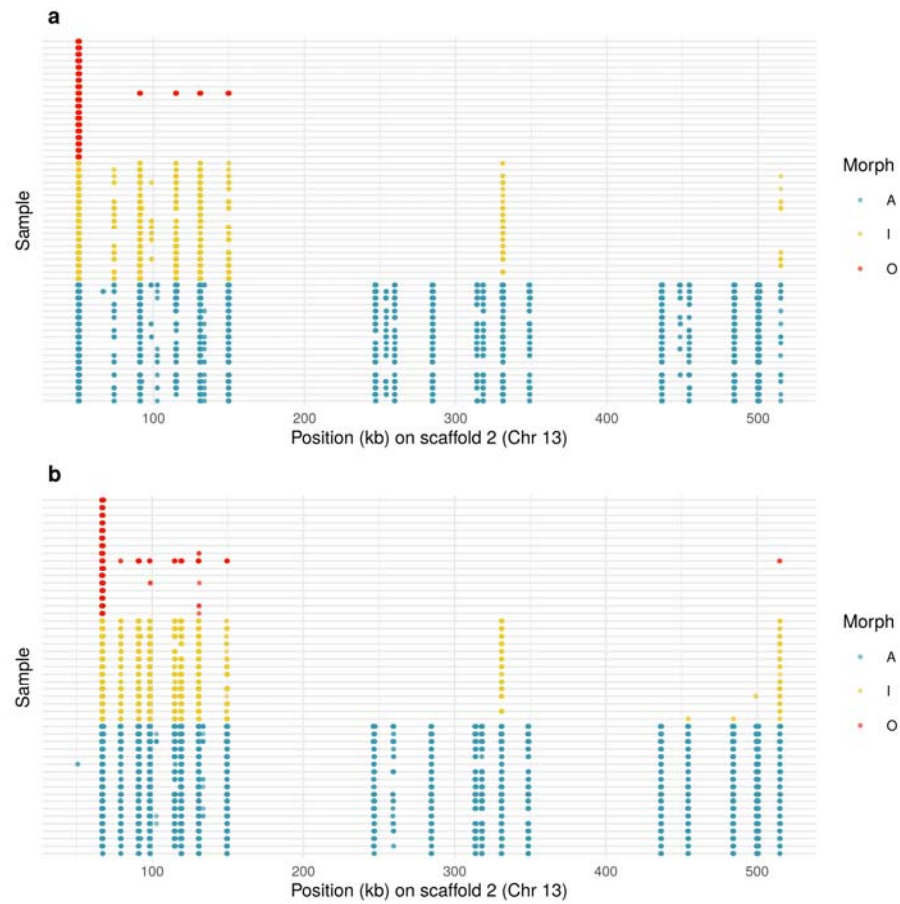 a
Sample
Morph
A
I
O
100 200 300 400 500
Position (kb) on scaffold 2 (Chr 13)
b
Sample
Morph
A
I
O
100 200 300 400 500
Position (kb) on scaffold 2 (Chr 13)